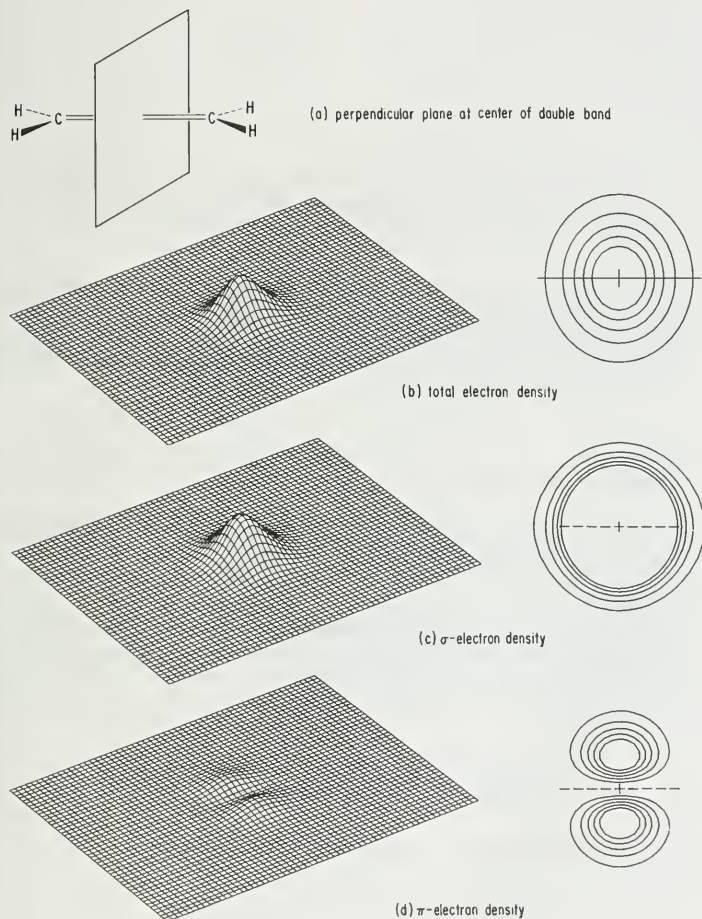 H
H
C
C
H
H
(a) perpendicular plane at center of double band
(b) total electron density
(c) σ-electron density
(d) π-electron density